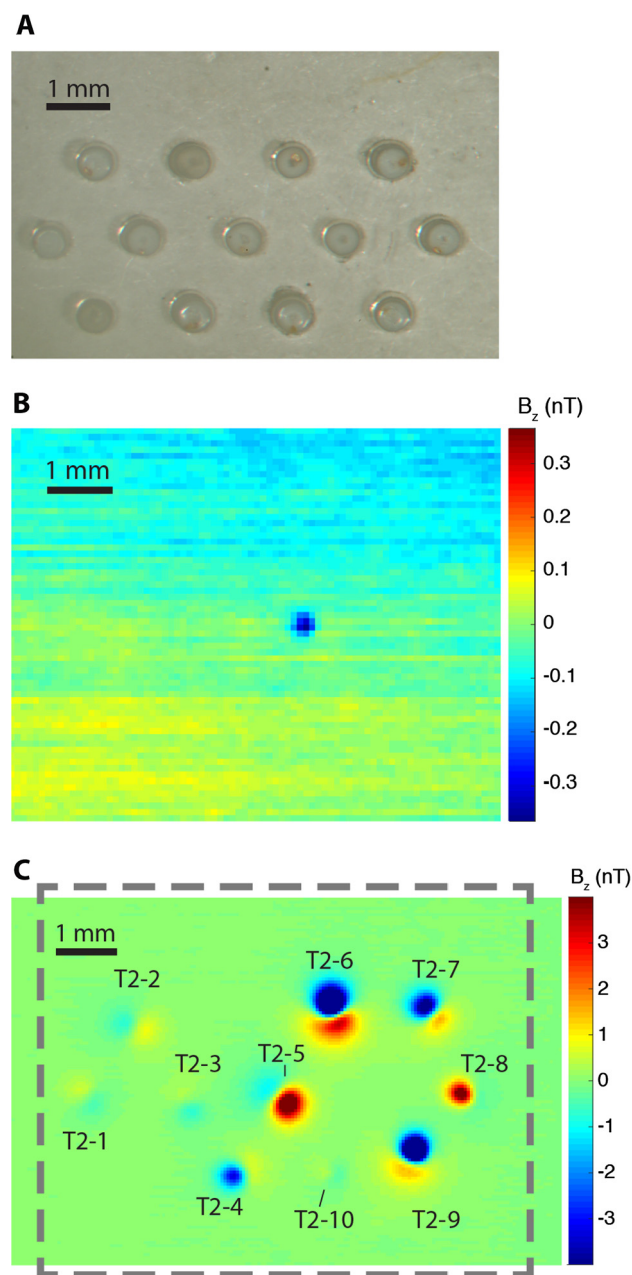 A
1 mm
B
B_z (nT)
1 mm
0.3
0.2
0.1
0
-0.1
-0.2
-0.3
C
B_z (nT)
1 mm
3
2
1
0
-1
-2
-3
T2-6
T2-2
T2-7
T2-5
T2-3
T2-8
T2-1
T2-4
T2-10
T2-9